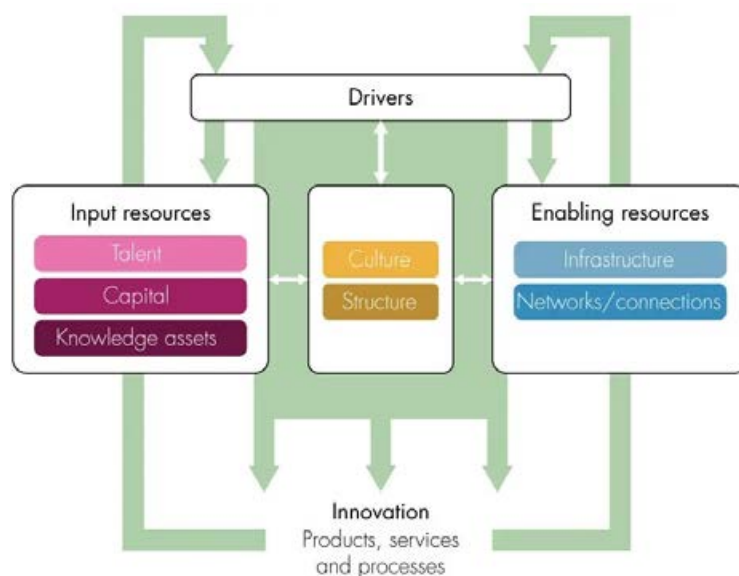 Drivers
Input resources
Talent
Capital
Knowledge assets
Culture
Structure
Enabling resources
Infrastructure
Networks/connections
Innovation
Products, services
and processes